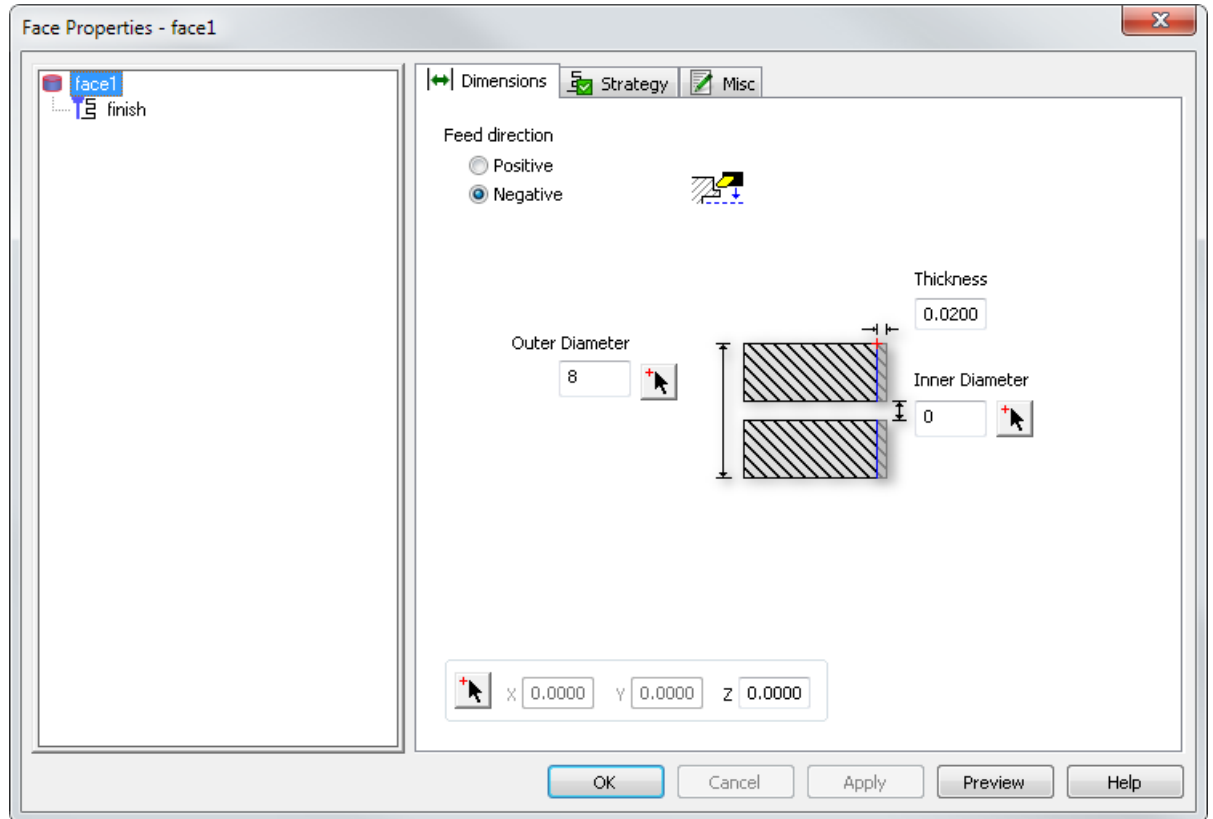 Face Properties - face1
face1
finish
Dimensions Strategy Misc
Feed direction
Positive
Negative
Thickness
0.0200
Outer Diameter
8
Inner Diameter
0
X 0.0000 Y 0.0000 Z 0.0000
OK Cancel Apply Preview Help